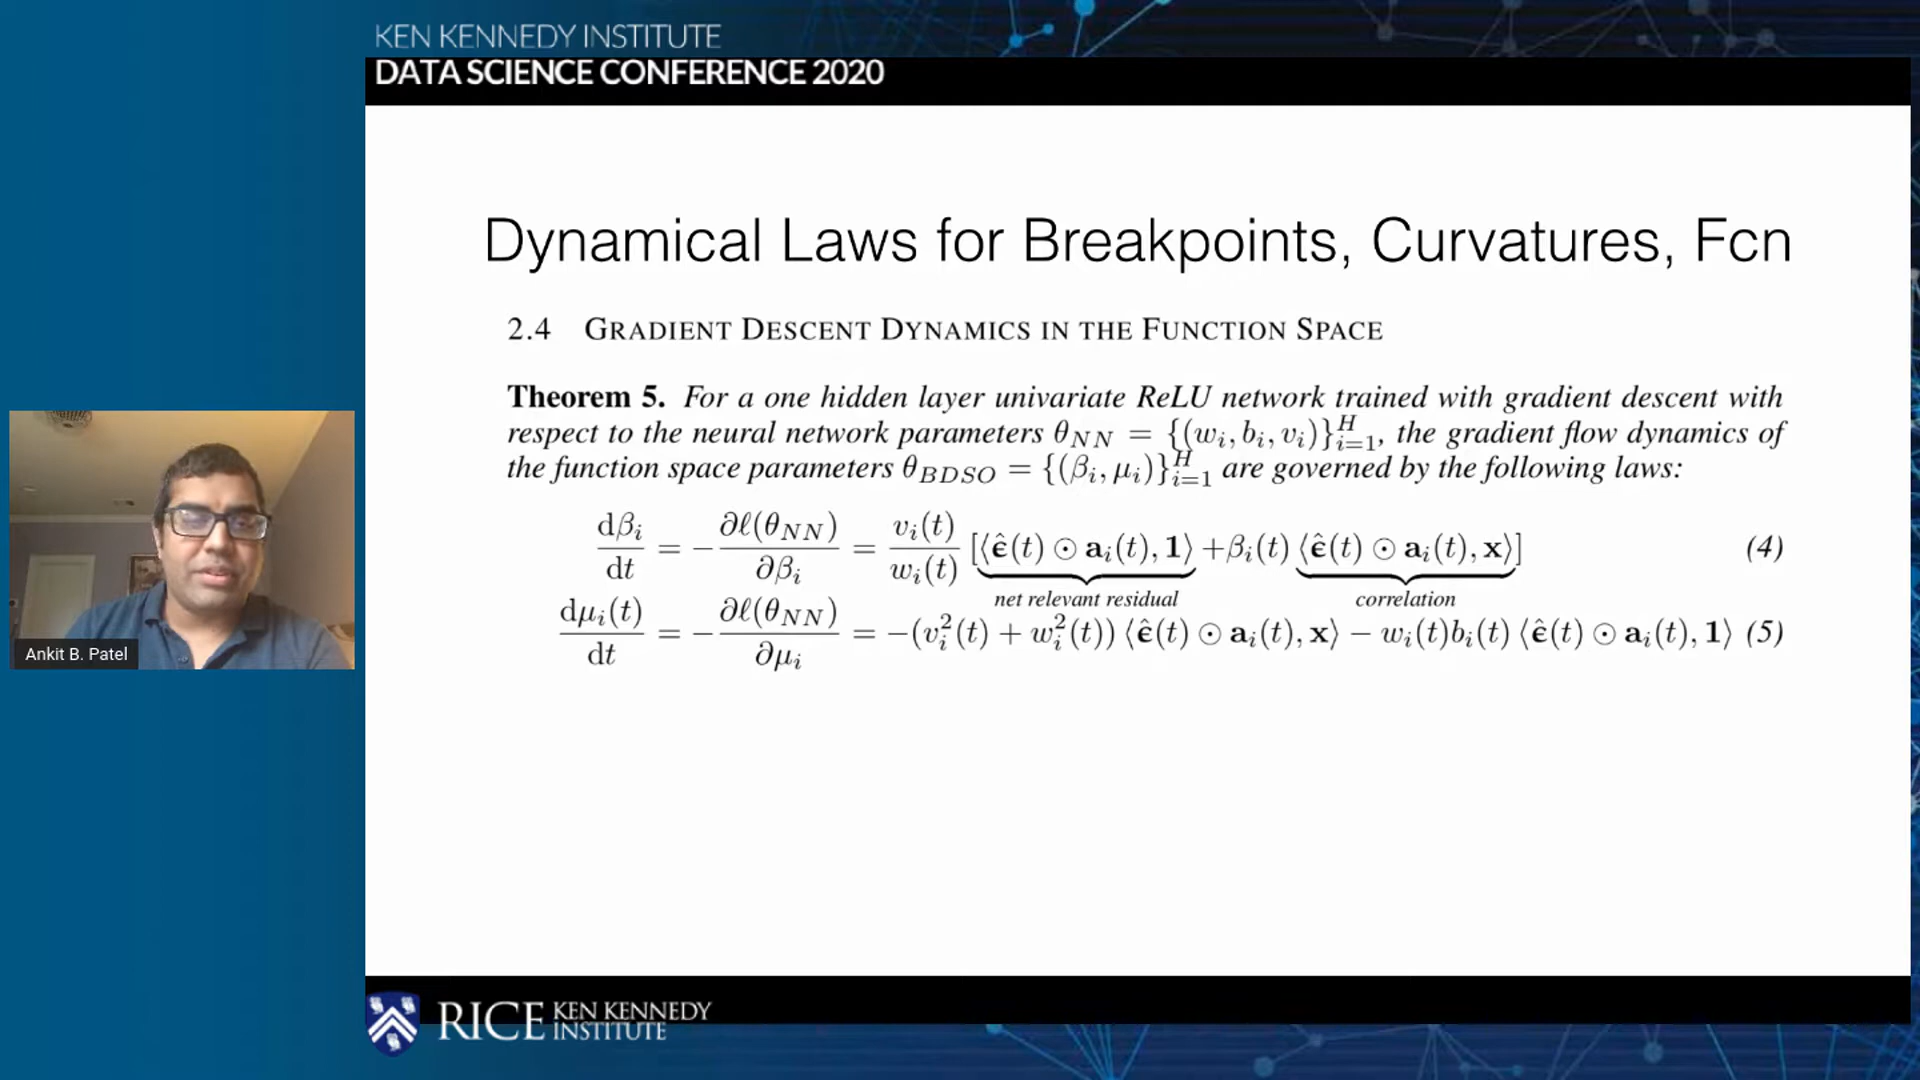 KEN KENNEDY INSTITUTE
DATA SCIENCE CONFERENCE 2020
Dynamical Laws for Breakpoints, Curvatures, Fcn
2.4 GRADIENT DESCENT DYNAMICS IN THE FUNCTION SPACE
Theorem 5. For a one hidden layer univariate ReLU network trained with gradient descent with
respect to the neural network parameters θ_NN = {(w_i, b_i, v_i)}_{i=1}^H, the gradient flow dynamics of
the function space parameters θ_BDSO = {(β_i, μ_i)}_{i=1}^H are governed by the following laws:
dβ_i/dt = −∂ℓ(θ_NN)/∂β_i = v_i(t)/w_i(t) [⟨ε̂(t) ⊙ a_i(t), 1⟩ + β_i(t) ⟨ε̂(t) ⊙ a_i(t), x⟩] (4)
net relevant residual correlation
dμ_i(t)/dt = −∂ℓ(θ_NN)/∂μ_i = −(v_i^2(t) + w_i^2(t)) ⟨ε̂(t) ⊙ a_i(t), x⟩ − w_i(t)b_i(t) ⟨ε̂(t) ⊙ a_i(t), 1⟩ (5)
Ankit B. Patel
RICE KEN KENNEDY
INSTITUTE